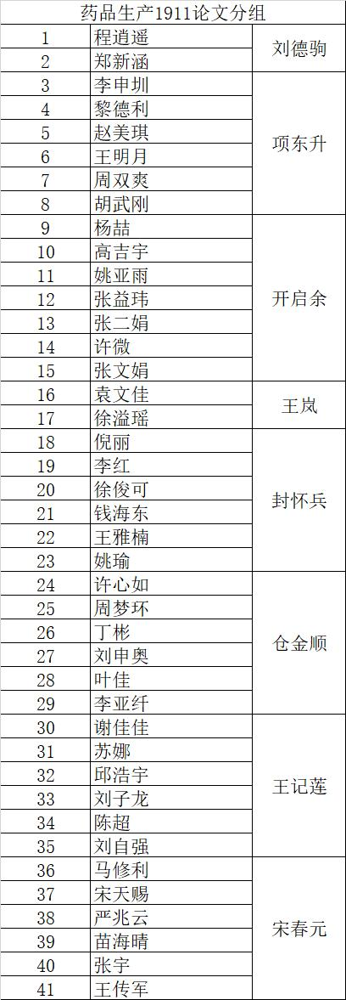 药品生产1911论文分组
1 程逍遥 刘德驹
2 郑新涵
3 李申圳 项东升
4 黎德利
5 赵美琪
6 王明月
7 周双爽
8 胡武刚
9 杨喆 开启余
10 高吉宇
11 姚亚雨
12 张益玮
13 张二娟
14 许微
15 张文娟
16 袁文佳 王岚
17 徐溢瑶
18 倪丽 封怀兵
19 李红
20 徐俊可
21 钱海东
22 王雅楠
23 姚瑜
24 许心如 仓金顺
25 周梦环
26 丁彬
27 刘申奥
28 叶佳
29 李亚纤
30 谢佳佳 王记莲
31 苏娜
32 邱浩宇
33 刘子龙
34 陈超
35 刘自强
36 马修利 宋春元
37 宋天赐
38 严兆云
39 苗海晴
40 张宇
41 王传军